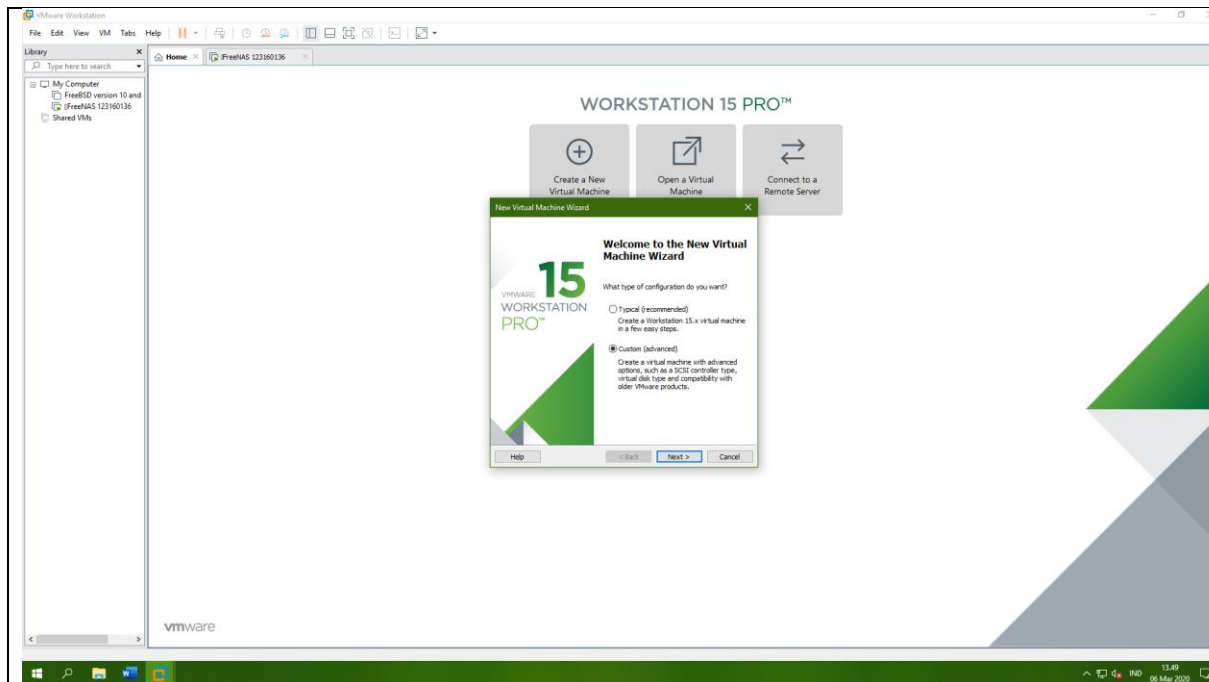 VMware Workstation
File Edit View VM Tabs Help
Library
Type here to search
My Computer
FreeBSD version 10 and
FreeNAS 123160136
Shared VMs
Home
FreeNAS 123160136
WORKSTATION 15 PRO™
Create a New
Virtual Machine
Open a Virtual
Machine
Connect to a
Remote Server
New Virtual Machine Wizard
15
VMWARE
WORKSTATION
PRO™
Welcome to the New Virtual
Machine Wizard
What type of configuration do you want?
Typical (recommended)
Create a Workstation 15.x virtual machine
in a few easy steps.
Custom (advanced)
Create a virtual machine with advanced
options, such as a SCSI controller type,
virtual disk type and compatibility with
older VMware products.
Help
< Back
Next >
Cancel
vmware
IND
13.49
06 Mar 2020